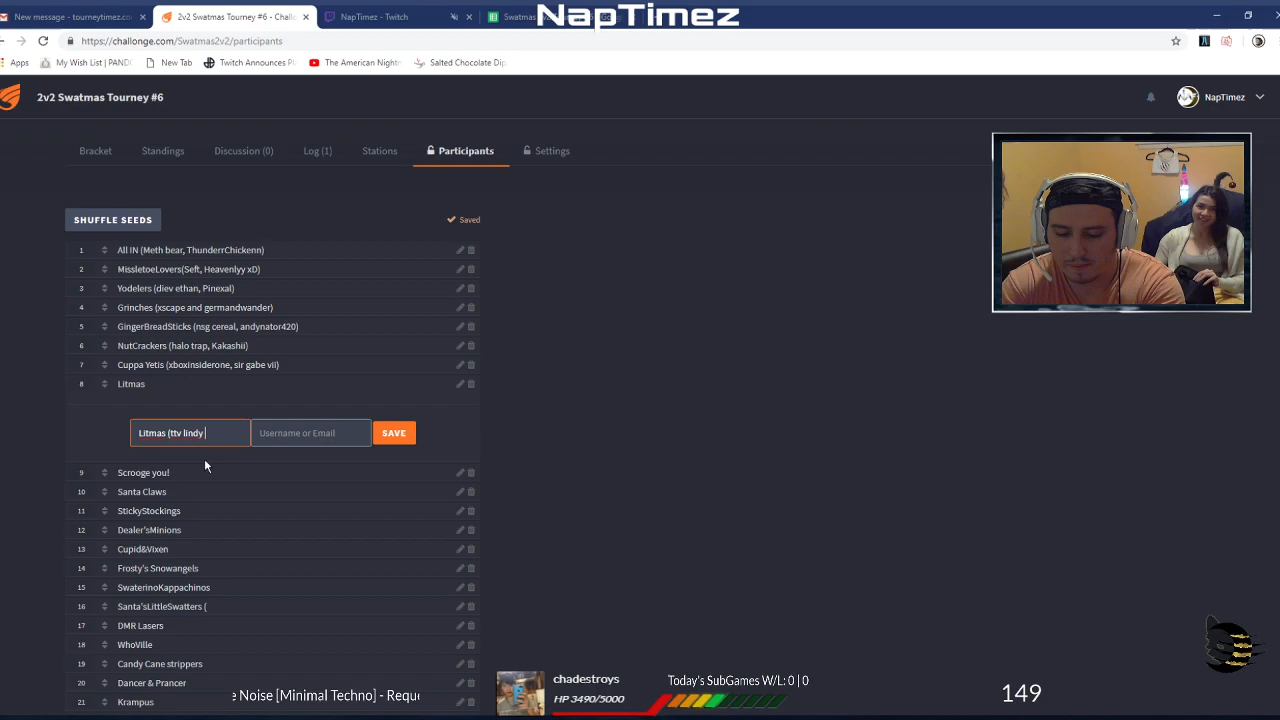 New message - tourneytimez.co
2v2 Swatmas Tourney #6 - Chall
NapTimez - Twitch
Swatmas
NapTimez
https://challonge.com/Swatmas2v2/participants
Apps
My Wish List | PAND
New Tab
Twitch Announces Pl
The American Night
Salted Chocolate Dip
2v2 Swatmas Tourney #6
NapTimez
Bracket
Standings
Discussion (0)
Log (1)
Stations
Participants
Settings
SHUFFLE SEEDS
Saved
1 All IN (Meth bear, ThunderrChickenn)
2 MissletoeLovers(Seft, Heavenlyy xD)
3 Yodelers (diev ethan, Pinexal)
4 Grinches (xscape and germandwander)
5 GingerBreadSticks (nsg cereal, andynator420)
6 NutCrackers (halo trap, Kakashii)
7 Cuppa Yetis (xboxinsiderone, sir gabe vii)
8 Litmas
Litmas (ttv lindy
Username or Email
SAVE
9 Scrooge you!
10 Santa Claws
11 StickyStockings
12 Dealer'sMinions
13 Cupid&Vixen
14 Frosty's Snowangels
15 SwaterinoKappachinos
16 Santa'sLittleSwatters (
17 DMR Lasers
18 WhoVille
19 Candy Cane strippers
20 Dancer & Prancer
21 Krampus
e Noise [Minimal Techno] - Reque
chadestroys
HP 3490/5000
Today's SubGames W/L: 0 | 0
149